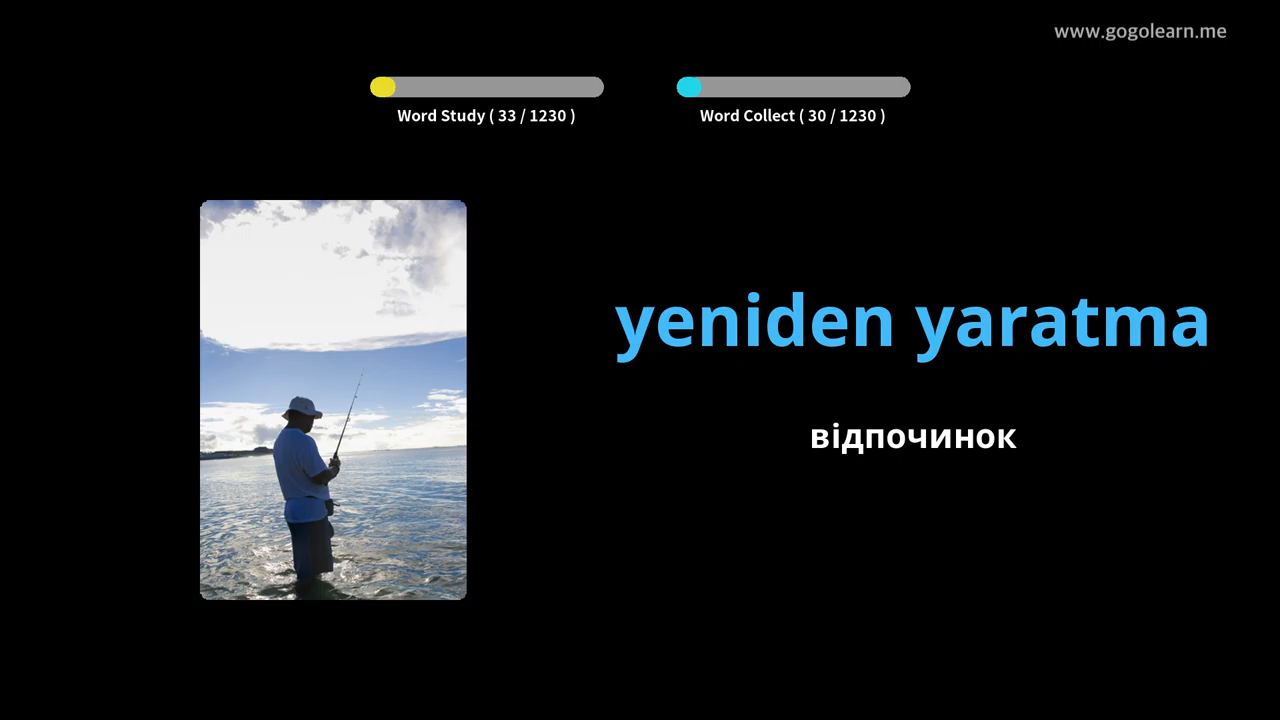 www.gogolearn.me
Word Study ( 33 / 1230 )
Word Collect ( 30 / 1230 )
yeniden yaratma
відпочинок